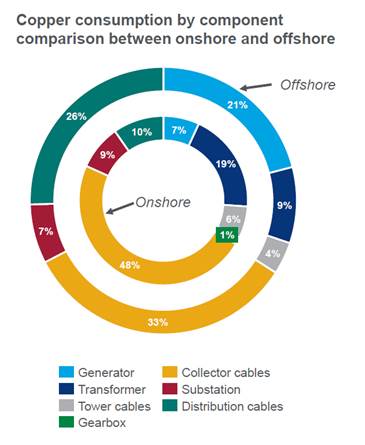 Copper consumption by component
comparison between onshore and offshore
Offshore
21%
26%
7%
10%
9%
19%
Onshore
9%
6%
1%
7%
4%
48%
33%
Generator
Collector cables
Transformer
Substation
Tower cables
Distribution cables
Gearbox